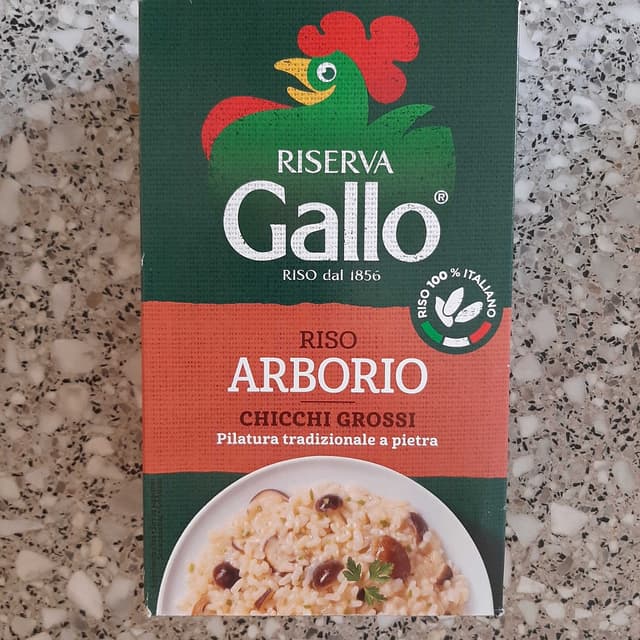 RISERVA
Gallo®
RISO dal 1856
RISO 100% ITALIANO
RISO
ARBORIO
CHICCHI GROSSI
Pilatura tradizionale a pietra